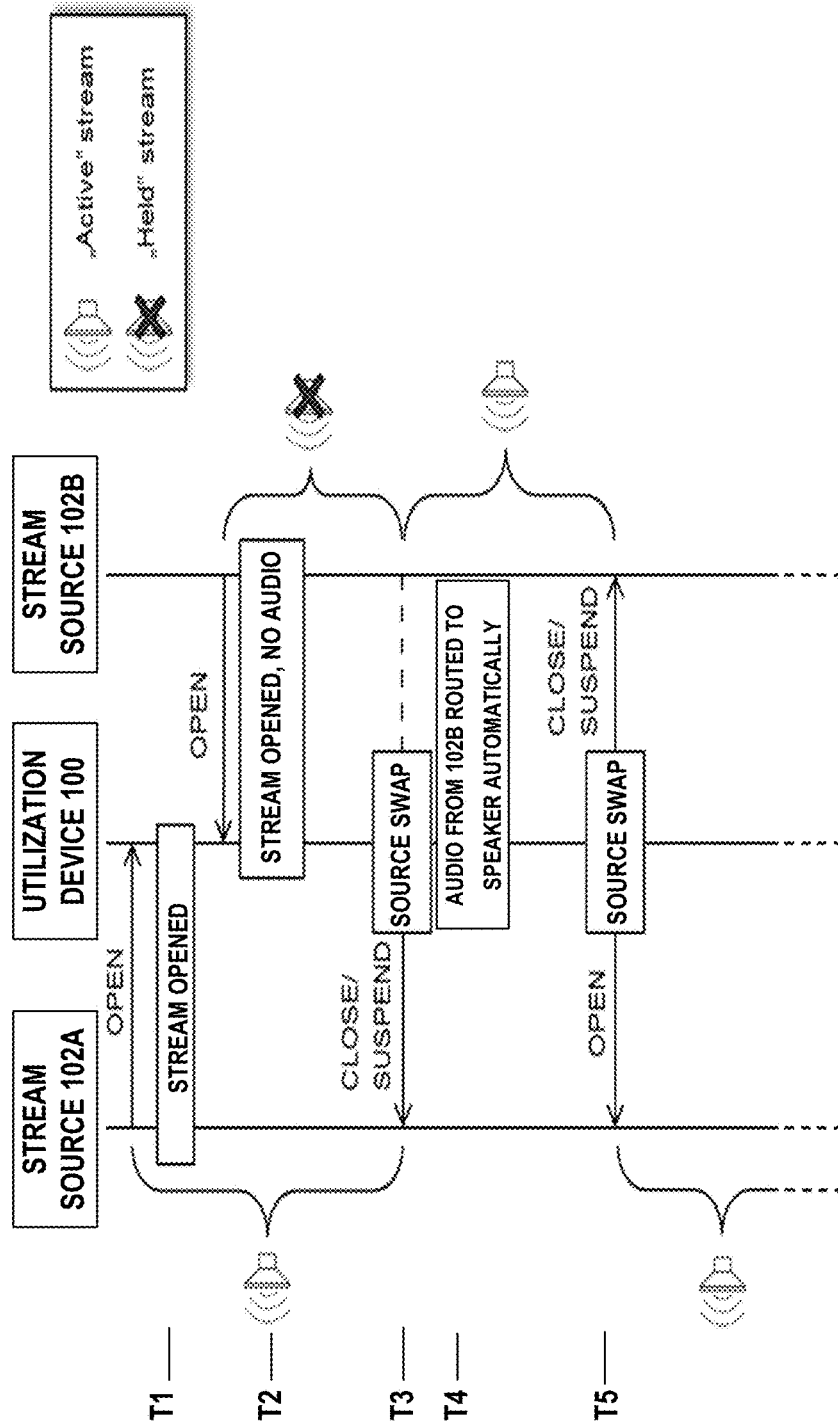 STREAM
SOURCE 102A
UTILIZATION
DEVICE 100
STREAM
SOURCE 102B
„Active" stream
„Held" stream
OPEN
T1
STREAM OPENED
OPEN
T2
STREAM OPENED, NO AUDIO
T3
SOURCE SWAP
CLOSE/
SUSPEND
T4
AUDIO FROM 102B ROUTED TO
SPEAKER AUTOMATICALLY
T5
OPEN
SOURCE SWAP
CLOSE/
SUSPEND